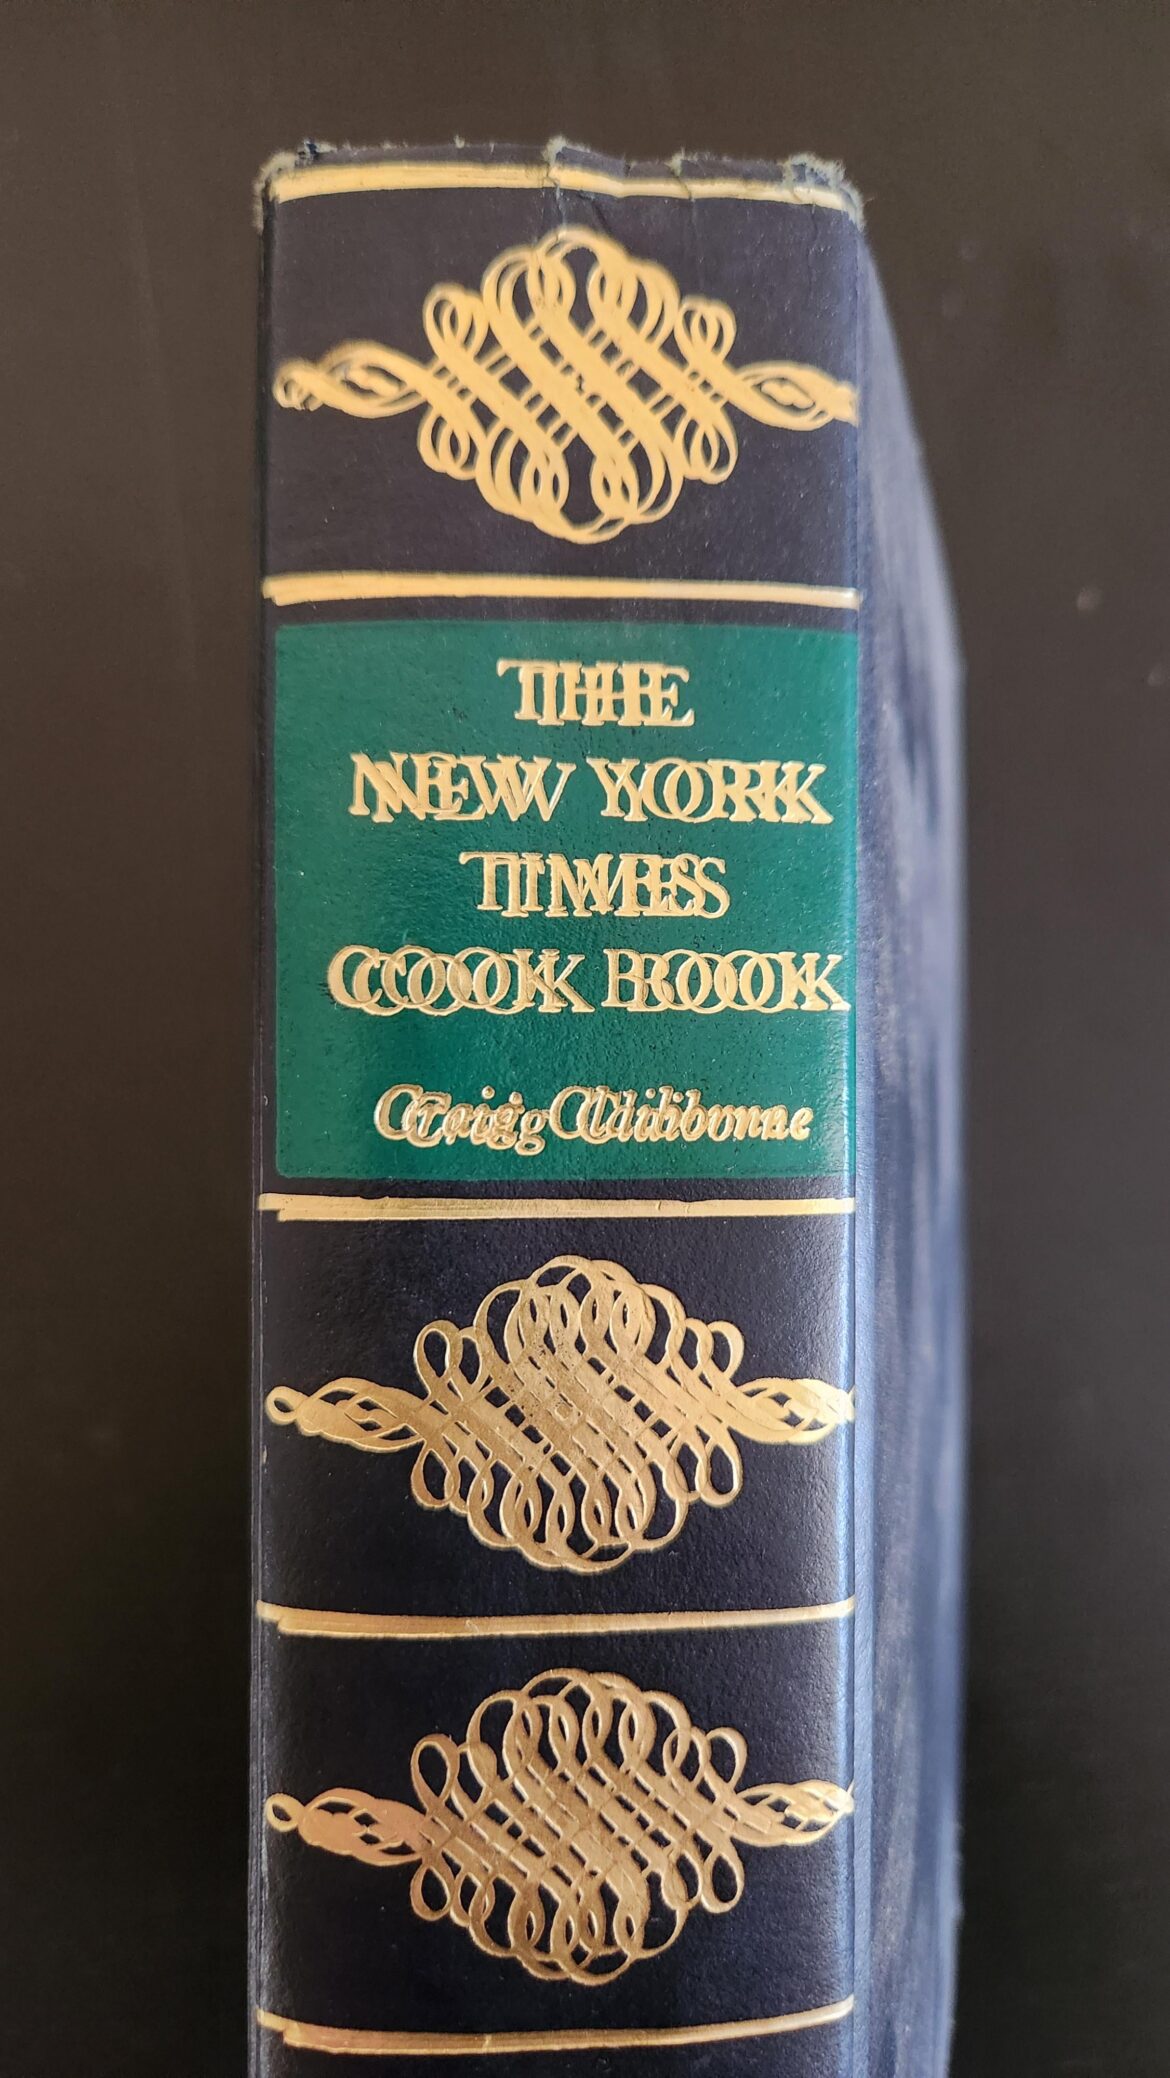 THE
NEW YORK
TIMES
COOK BOOK
Craig Claiborne